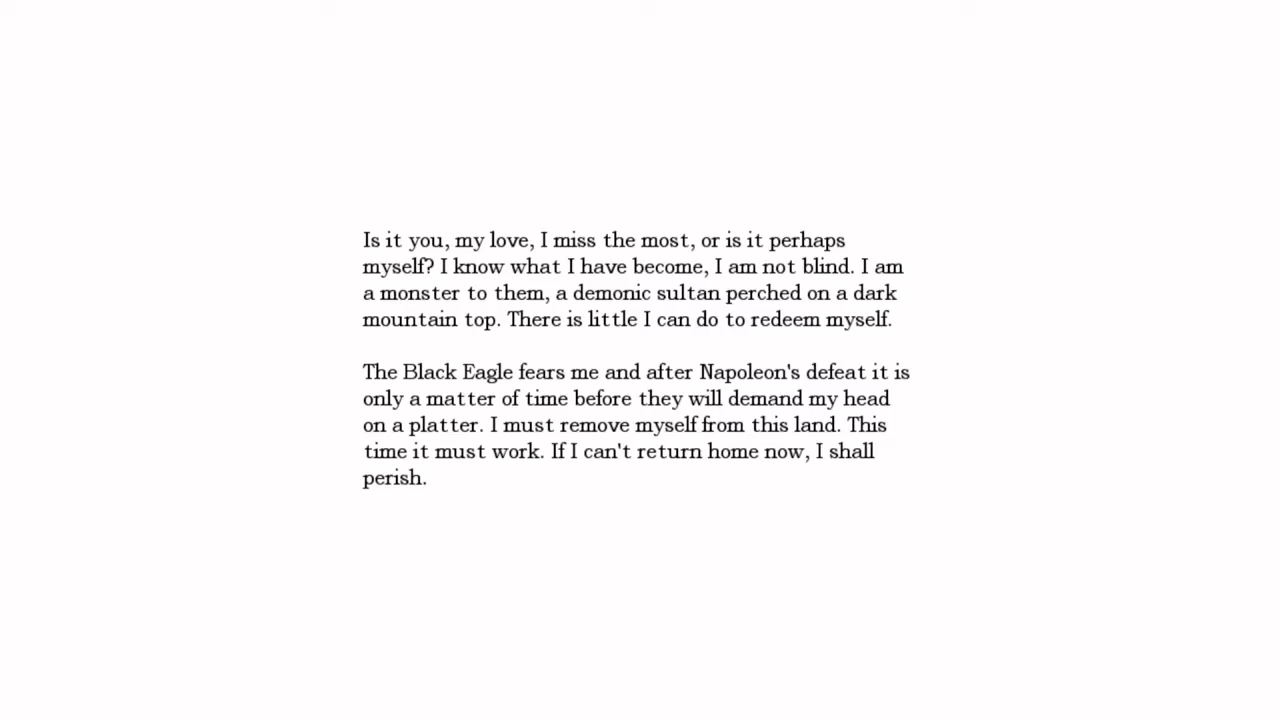 Is it you, my love, I miss the most, or is it perhaps
myself? I know what I have become, I am not blind. I am
a monster to them, a demonic sultan perched on a dark
mountain top. There is little I can do to redeem myself.
The Black Eagle fears me and after Napoleon's defeat it is
only a matter of time before they will demand my head
on a platter. I must remove myself from this land. This
time it must work. If I can't return home now, I shall
perish.